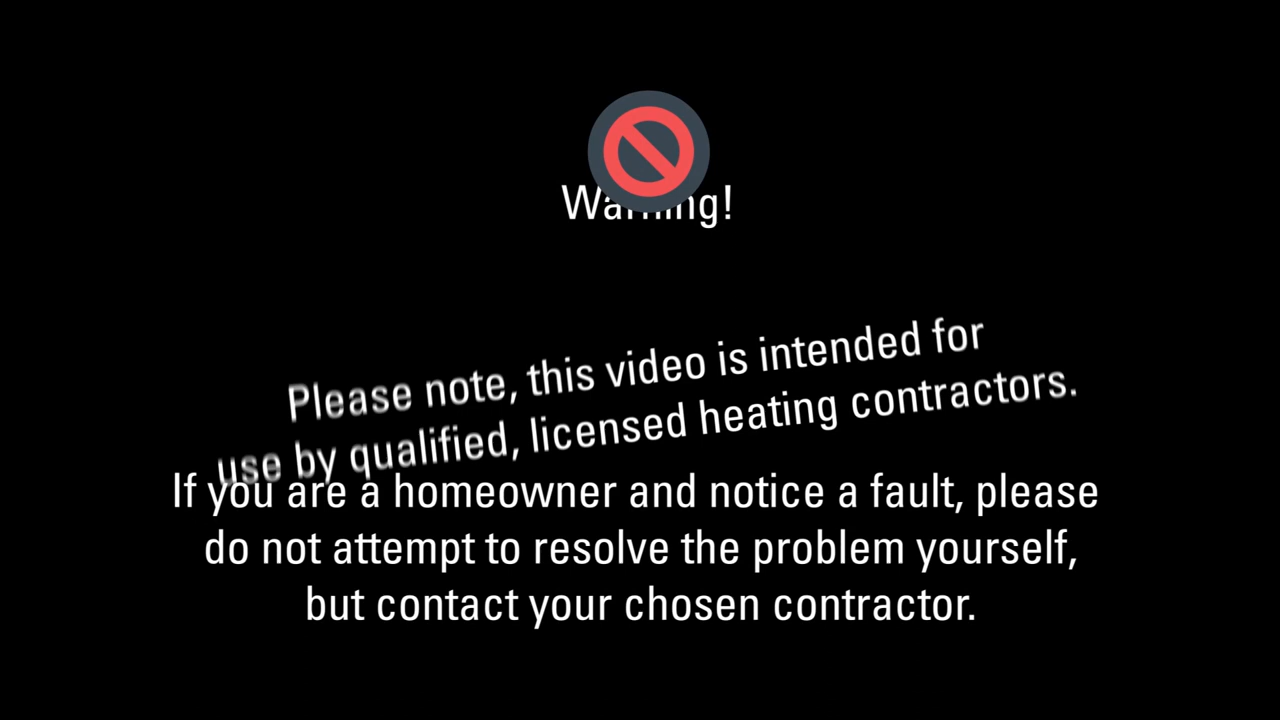 Warning!
Please note, this video is intended for
use by qualified, licensed heating contractors.
If you are a homeowner and notice a fault, please
do not attempt to resolve the problem yourself,
but contact your chosen contractor.